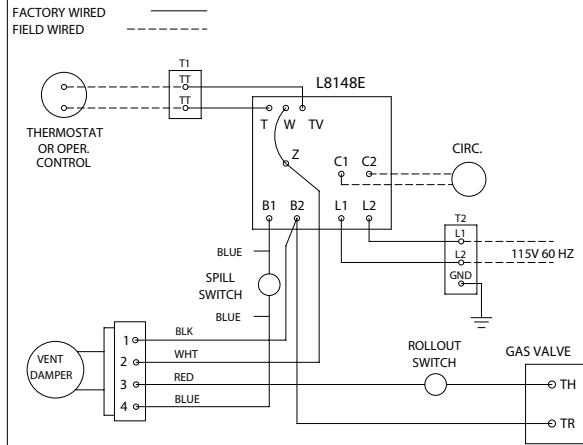 FACTORY WIRED
FIELD WIRED
T1
TT
TT
L8148E
THERMOSTAT
OR OPER.
CONTROL
T W TV
Z
C1 C2
CIRC.
B1 B2 L1 L2
T2
L1
L2
GND
115V 60 HZ
BLUE
SPILL
SWITCH
BLUE
VENT
DAMPER
1 BLK
2 WHT
3 RED
4 BLUE
ROLLOUT
SWITCH
GAS VALVE
TH
TR